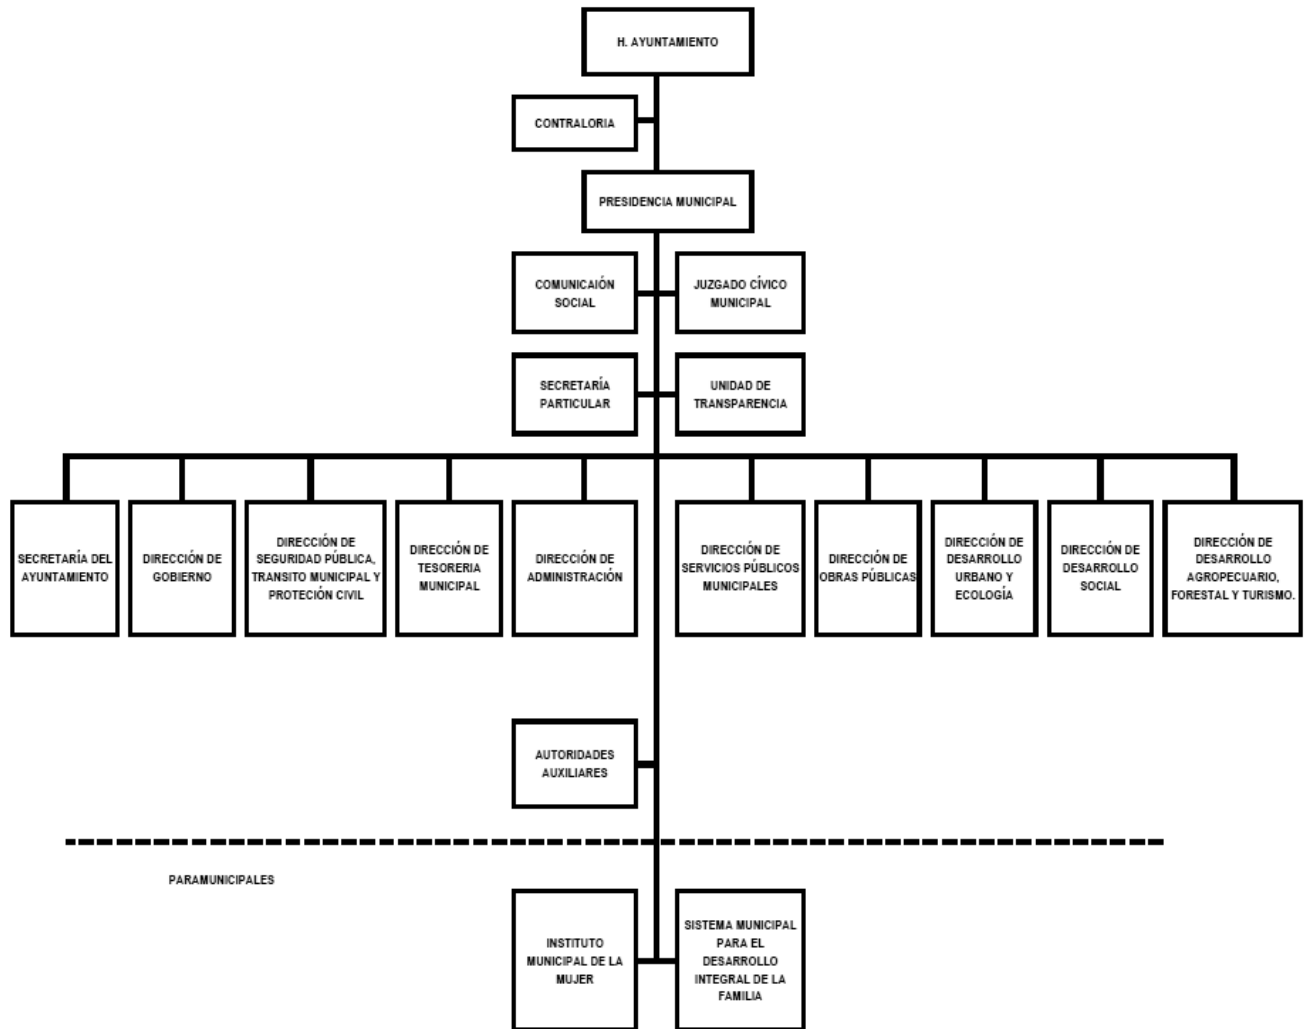 H. AYUNTAMIENTO
CONTRALORIA
PRESIDENCIA MUNICIPAL
COMUNICAIÓN
SOCIAL
JUZGADO CÍVICO
MUNICIPAL
SECRETARÍA
PARTICULAR
UNIDAD DE
TRANSPARENCIA
SECRETARÍA DEL
AYUNTAMIENTO
DIRECCIÓN DE
GOBIERNO
DIRECCIÓN DE
SEGURIDAD PÚBLICA,
TRANSITO MUNICIPAL Y
PROTECIÓN CIVIL
DIRECCIÓN DE
TESORERIA
MUNICIPAL
DIRECCIÓN DE
ADMINISTRACIÓN
DIRECCIÓN DE
SERVICIOS PÚBLICOS
MUNICIPALES
DIRECCIÓN DE
OBRAS PÚBLICAS
DIRECCIÓN DE
DESARROLLO
URBANO Y
ECOLOGÍA
DIRECCIÓN DE
DESARROLLO
SOCIAL
DIRECCIÓN DE
DESARROLLO
AGROPECUARIO,
FORESTAL Y TURISMO.
AUTORIDADES
AUXILIARES
PARAMUNICIPALES
INSTITUTO
MUNICIPAL DE LA
MUJER
SISTEMA MUNICIPAL
PARA EL
DESARROLLO
INTEGRAL DE LA
FAMILIA